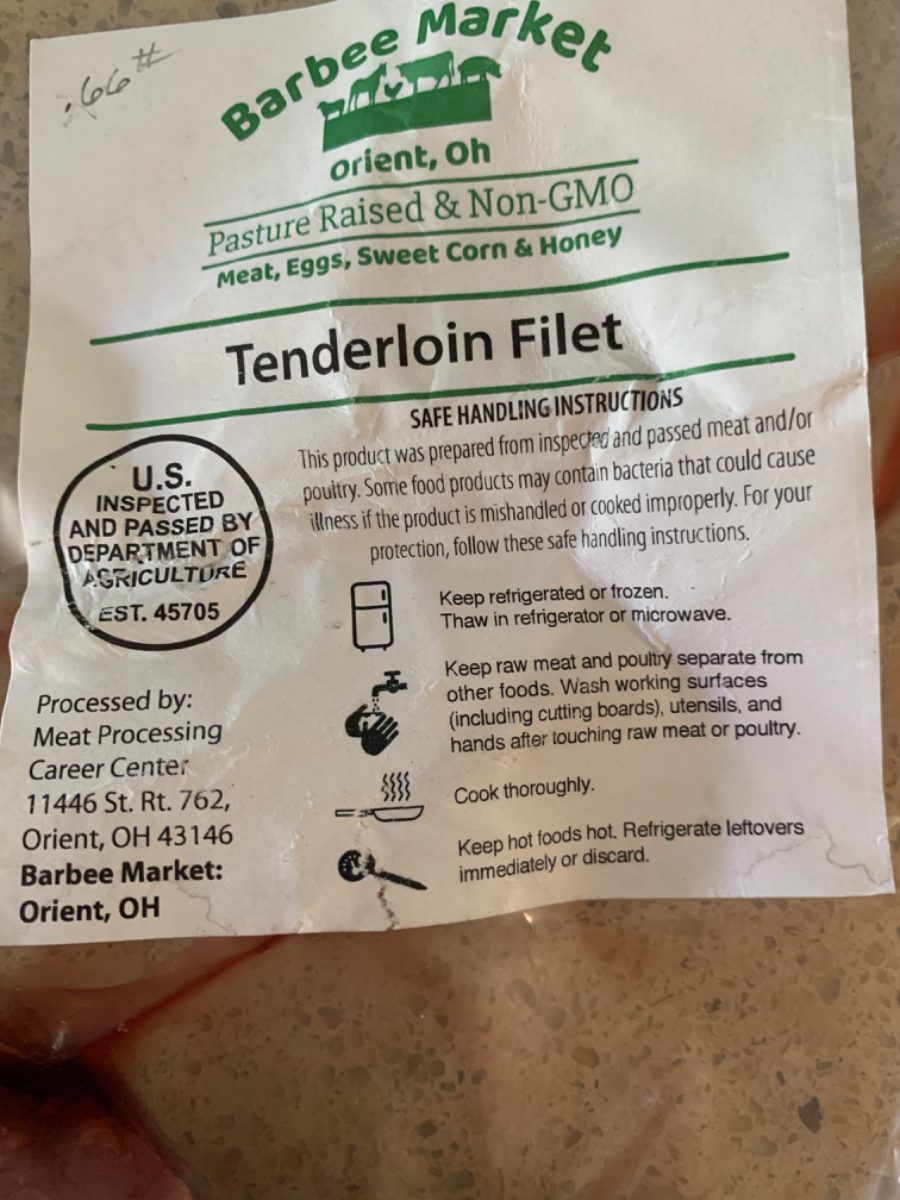 .66#
Barbee Market
Orient, Oh
Pasture Raised & Non-GMO
Meat, Eggs, Sweet Corn & Honey
Tenderloin Filet
SAFE HANDLING INSTRUCTIONS
This product was prepared from inspected and passed meat and/or
poultry. Some food products may contain bacteria that could cause
illness if the product is mishandled or cooked improperly. For your
protection, follow these safe handling instructions.
U.S.
INSPECTED
AND PASSED BY
DEPARTMENT OF
AGRICULTURE
EST. 45705
Keep refrigerated or frozen.
Thaw in refrigerator or microwave.
Keep raw meat and poultry separate from
other foods. Wash working surfaces
(including cutting boards), utensils, and
hands after touching raw meat or poultry.
Cook thoroughly.
Keep hot foods hot. Refrigerate leftovers
immediately or discard.
Processed by:
Meat Processing
Career Center
11446 St. Rt. 762,
Orient, OH 43146
Barbee Market:
Orient, OH